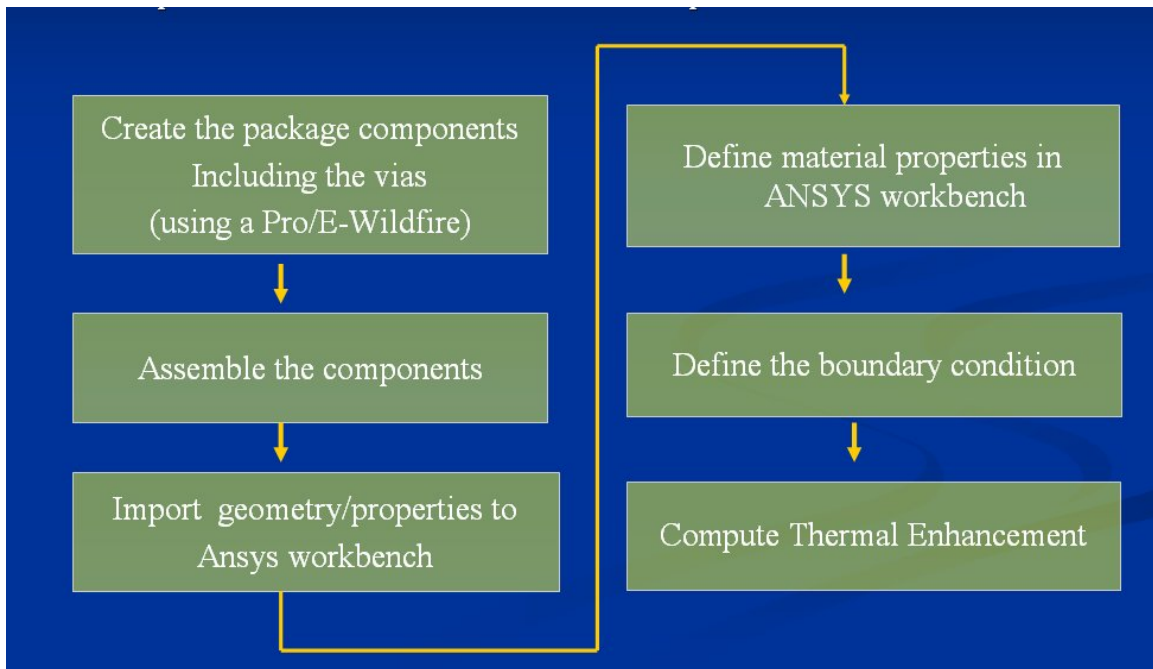 Create the package components
Including the vias
(using a Pro/E-Wildfire)
Assemble the components
Import geometry/properties to
Ansys workbench
Define material properties in
ANSYS workbench
Define the boundary condition
Compute Thermal Enhancement